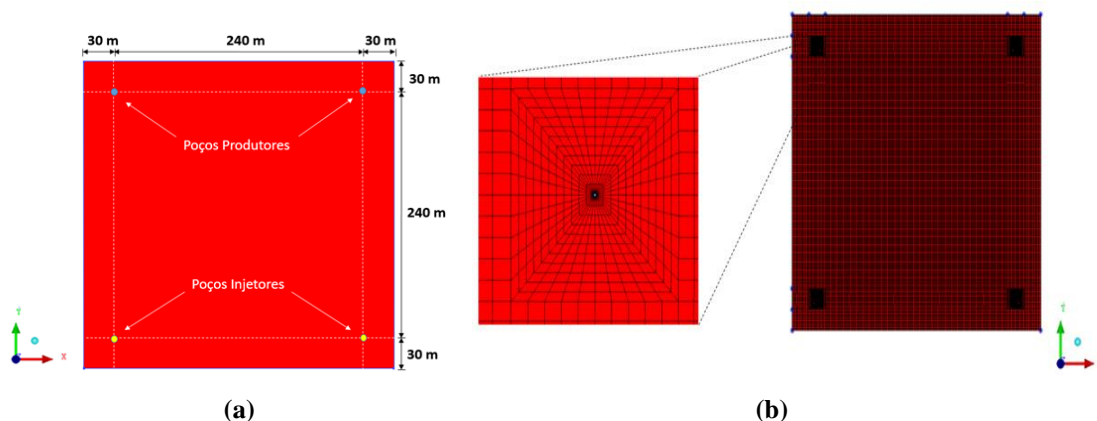 30 m 240 m 30 m
30 m
Poços Produtores
240 m
Poços Injetores
30 m
Y
X
Y
(a) (b)